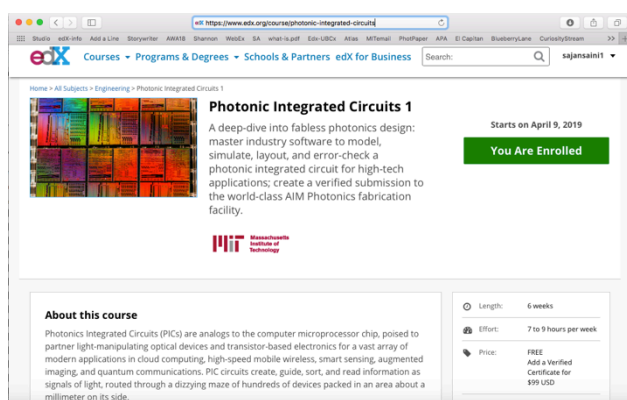 edX https://www.edx.org/course/photonic-integrated-circuits
Studio edX-info Add a Line Storywriter AWA18 Shannon WebEx SA what-is.pdf Edx-UBCx Atlas MITemail PhotPaper APA El Capitan BlueberryLane CuriosityStream >> +
edX Courses Programs & Degrees Schools & Partners edX for Business Search: sajansaini1
Home > All Subjects > Engineering > Photonic Integrated Circuits 1
Photonic Integrated Circuits 1
A deep-dive into fabless photonics design:
master industry software to model,
simulate, layout, and error-check a
photonic integrated circuit for high-tech
applications; create a verified submission to
the world-class AIM Photonics fabrication
facility.
Starts on April 9, 2019
You Are Enrolled
Massachusetts
Institute of
Technology
About this course
Photonics Integrated Circuits (PICs) are analogs to the computer microprocessor chip, poised to
partner light-manipulating optical devices and transistor-based electronics for a vast array of
modern applications in cloud computing, high-speed mobile wireless, smart sensing, augmented
imaging, and quantum communications. PIC circuits create, guide, sort, and read information as
signals of light, routed through a dizzying maze of hundreds of devices packed in an area about a
millimeter on its side.
Length: 6 weeks
Effort: 7 to 9 hours per week
Price: FREE
Add a Verified
Certificate for
$99 USD